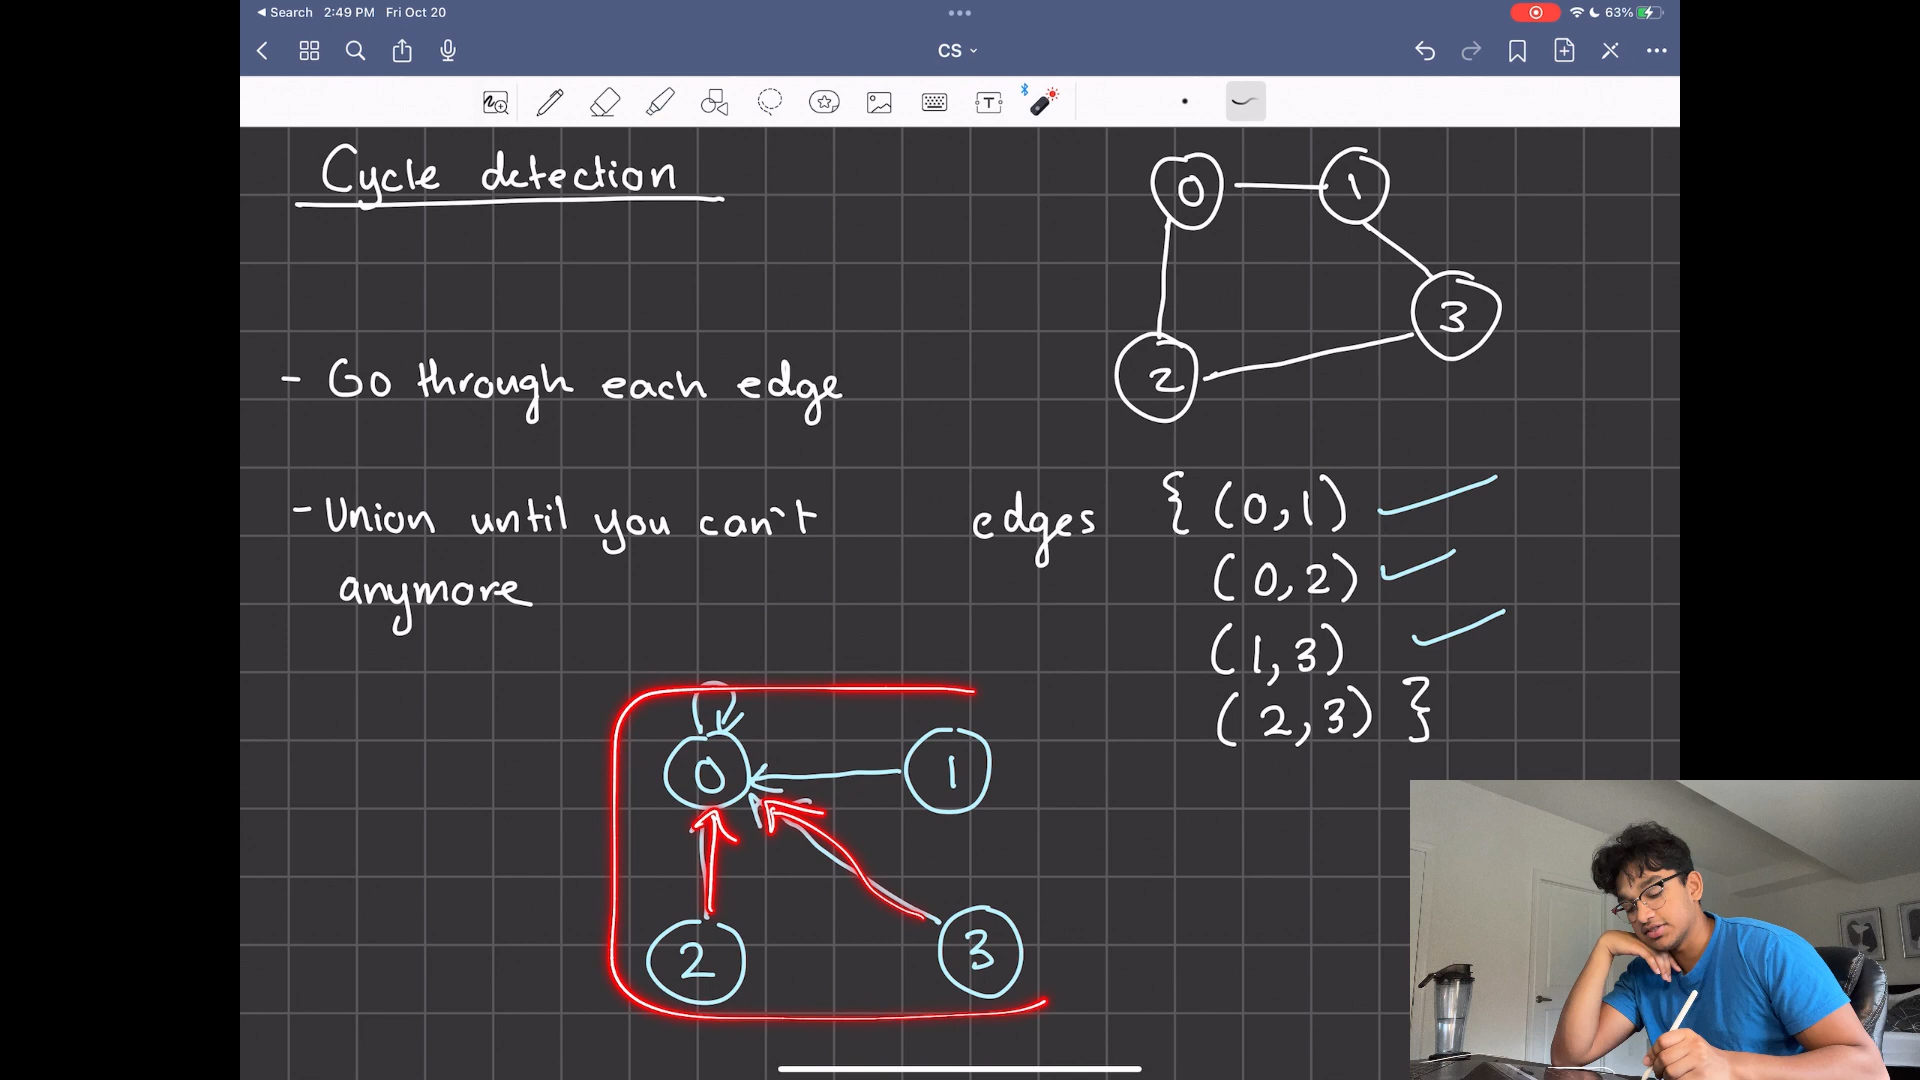 Search 2:49 PM Fri Oct 20
63%
CS
T
Cycle detection
0 1
3
2
- Go through each edge
- Union until you can't
anymore
edges { (0,1)
(0,2)
(1,3)
(2,3) }
0 1
2 3